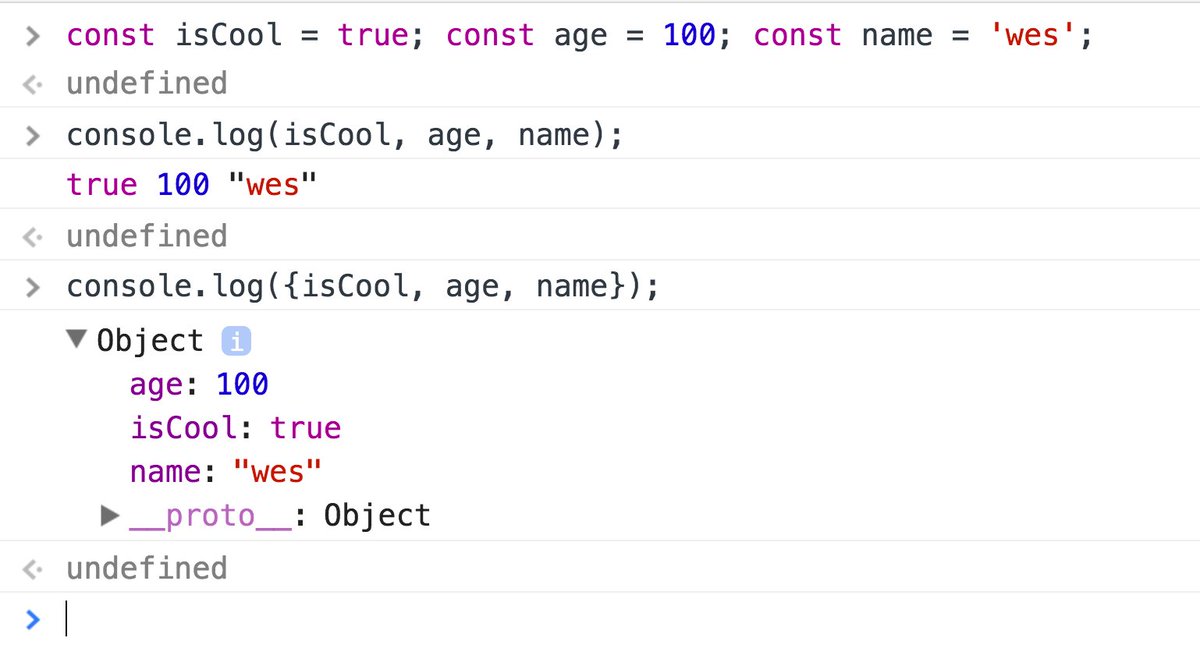 const isCool = true; const age = 100; const name = 'wes';
undefined
console.log(isCool, age, name);
true 100 "wes"
undefined
console.log({isCool, age, name});
Object i
age: 100
isCool: true
name: "wes"
__proto__: Object
undefined